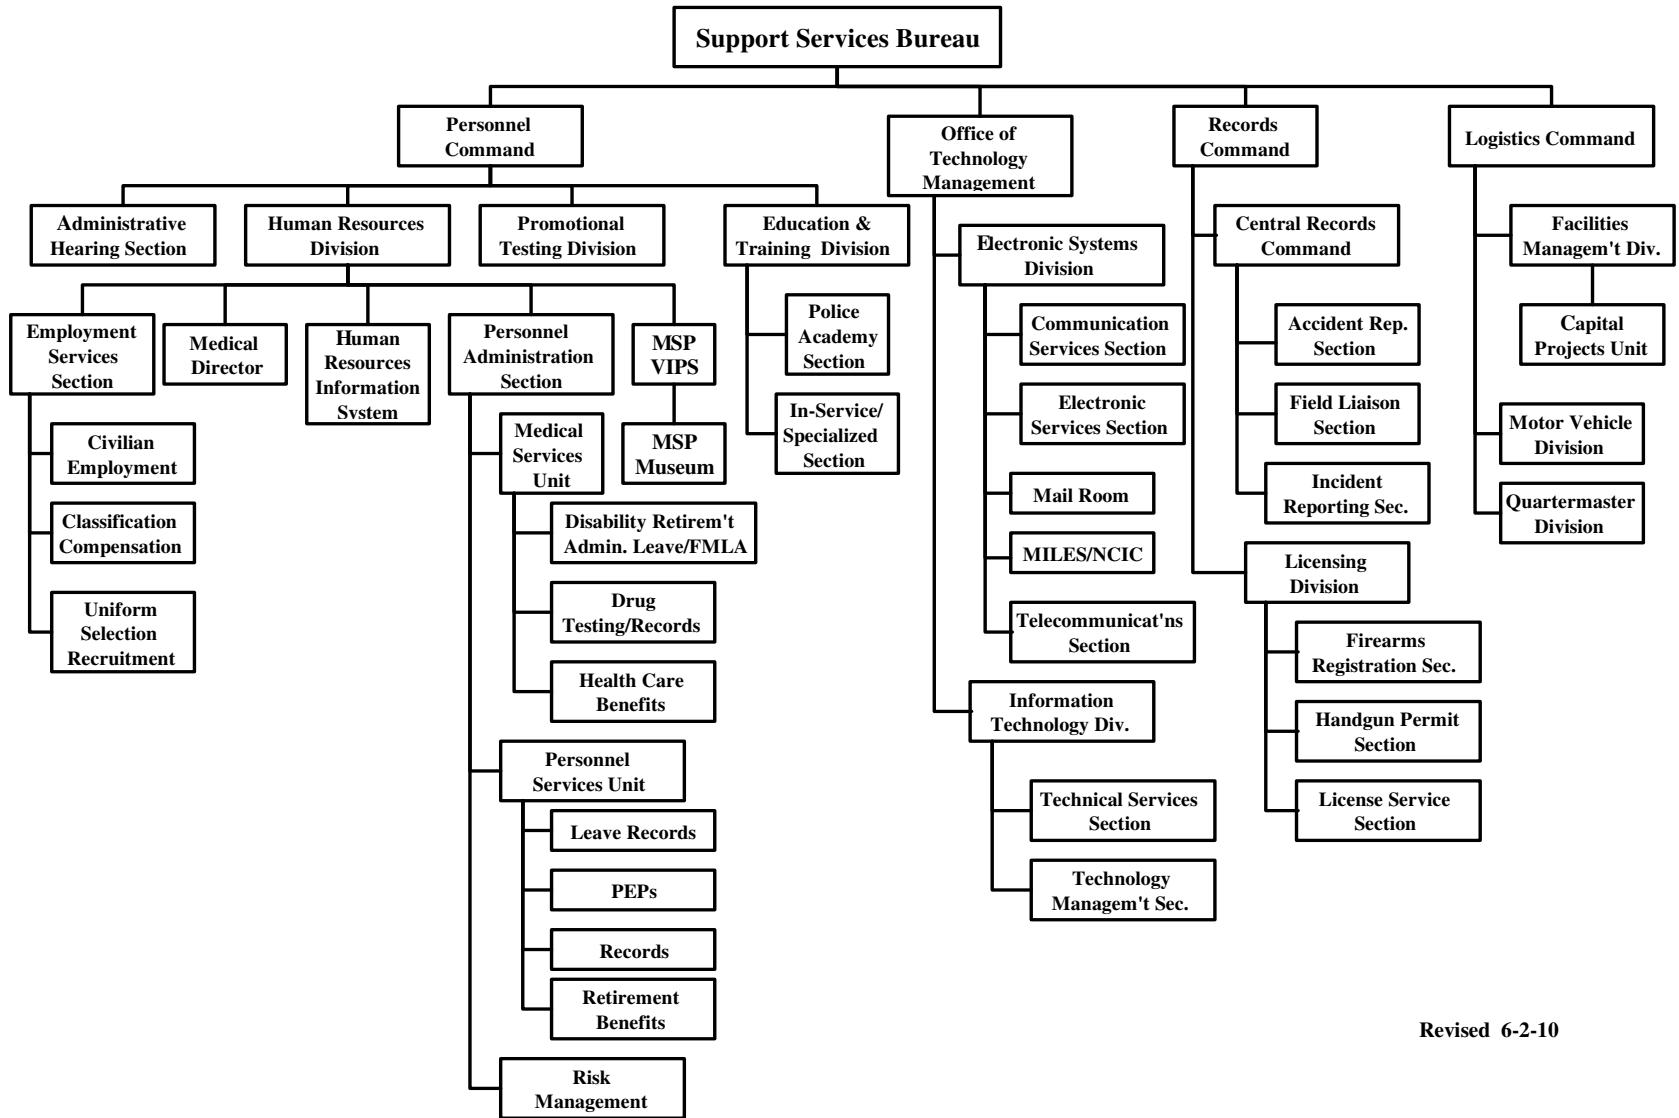 Support Services Bureau
Personnel
Command
Office of
Technology
Management
Records
Command
Logistics Command
Administrative
Hearing Section
Human Resources
Division
Promotional
Testing Division
Education &
Training Division
Employment
Services
Section
Medical
Director
Human
Resources
Information
System
Personnel
Administration
Section
MSP
VIPS
MSP
Museum
Civilian
Employment
Classification
Compensation
Uniform
Selection
Recruitment
Medical
Services
Unit
Disability Retirem't
Admin. Leave/FMLA
Drug
Testing/Records
Health Care
Benefits
Personnel
Services Unit
Leave Records
PEPs
Records
Retirement
Benefits
Risk
Management
Police
Academy
Section
In-Service/
Specialized
Section
Electronic Systems
Division
Communication
Services Section
Electronic
Services Section
Mail Room
MILES/NCIC
Telecommunicat'ns
Section
Information
Technology Div.
Technical Services
Section
Technology
Managem't Sec.
Central Records
Command
Accident Rep.
Section
Field Liaison
Section
Incident
Reporting Sec.
Licensing
Division
Firearms
Registration Sec.
Handgun Permit
Section
License Service
Section
Facilities
Managem't Div.
Capital
Projects Unit
Motor Vehicle
Division
Quartermaster
Division
Revised 6-2-10